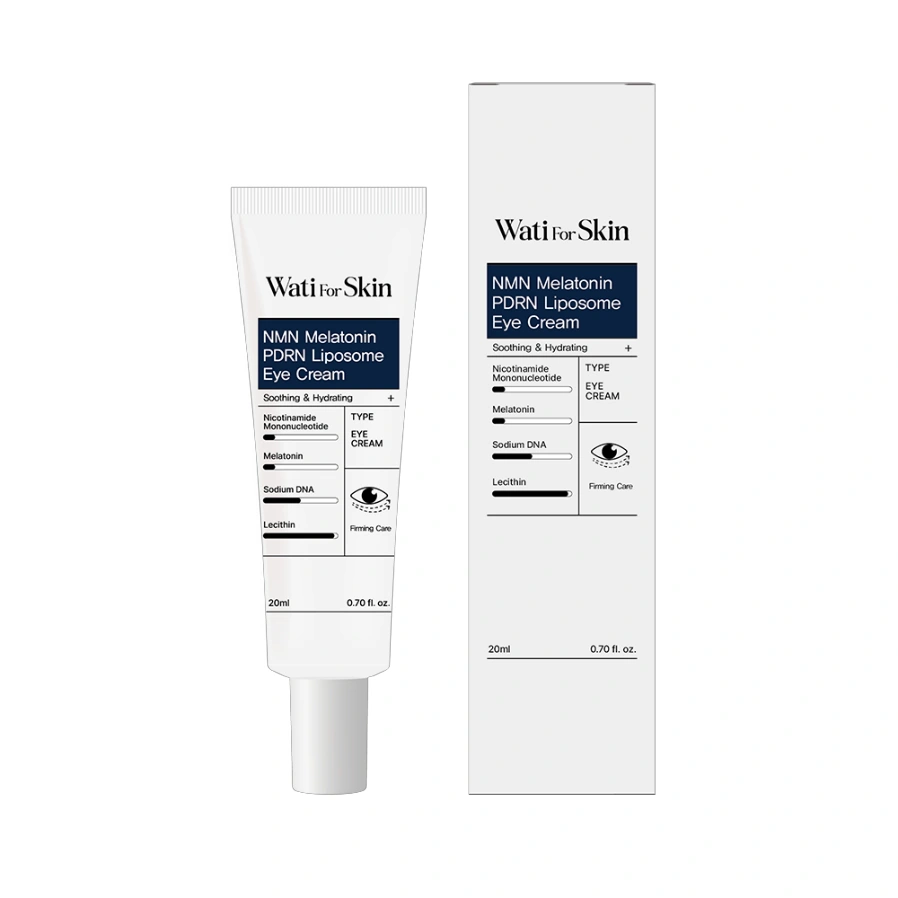 Wati For Skin
NMN Melatonin
PDRN Liposome
Eye Cream
Soothing & Hydrating +
Nicotinamide
Mononucleotide
Melatonin
Sodium DNA
Lecithin
TYPE
EYE
CREAM
Firming Care
20ml 0.70 fl. oz.
Wati For Skin
NMN Melatonin
PDRN Liposome
Eye Cream
Soothing & Hydrating +
Nicotinamide
Mononucleotide
Melatonin
Sodium DNA
Lecithin
TYPE
EYE
CREAM
Firming Care
20ml 0.70 fl. oz.